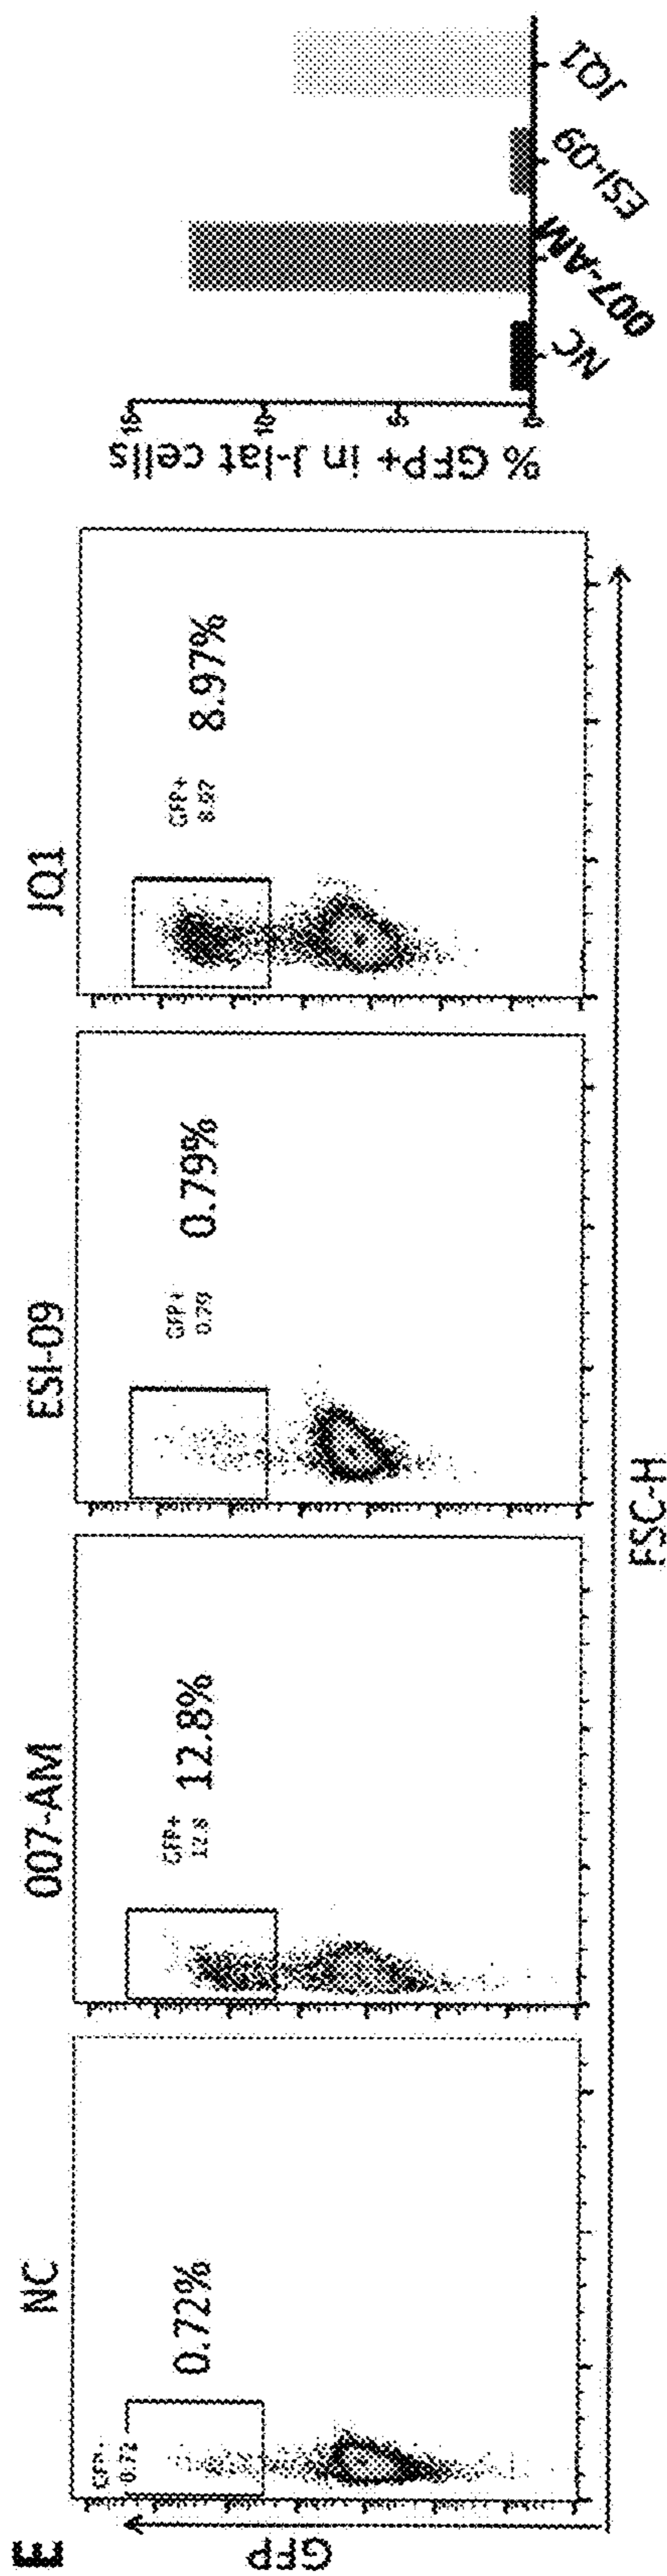 E
NC
007-AM
ESI-09
JQ1
GFP+
0.72
0.72%
GFP+
12.8
12.8%
GFP+
0.79
0.79%
GFP+
8.97
8.97%
GFP
FSC-H
% GFP+ in J-lat cells
15
10
5
0
NC
007-AM
ESI-09
JQ1